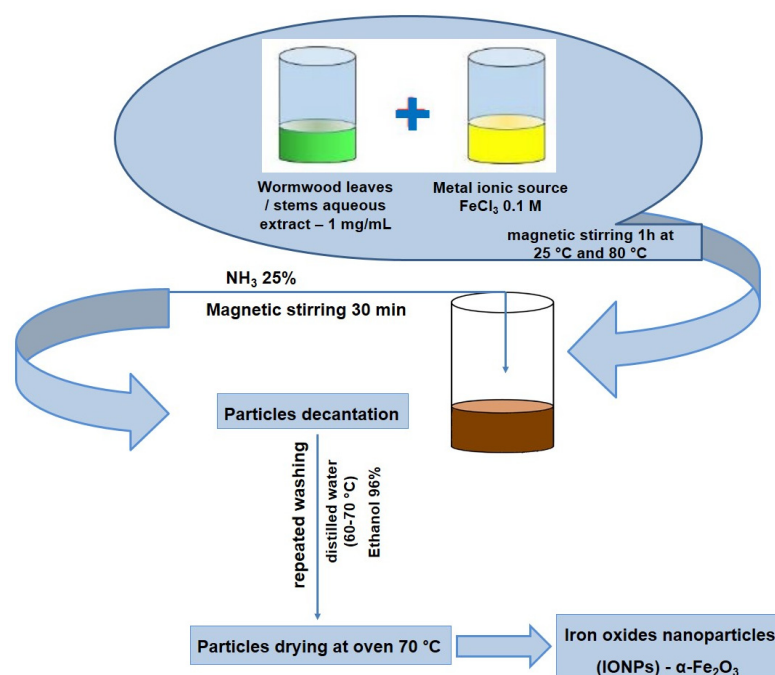 Wormwood leaves
/ stems aqueous
extract – 1 mg/mL
Metal ionic source
FeCl₃ 0.1 M
magnetic stirring 1h at
25 °C and 80 °C
NH₃ 25%
Magnetic stirring 30 min
Particles decantation
repeated washing
distilled water
(60-70 °C)
Ethanol 96%
Particles drying at oven 70 °C
Iron oxides nanoparticles
(IONPs) - α-Fe₂O₃